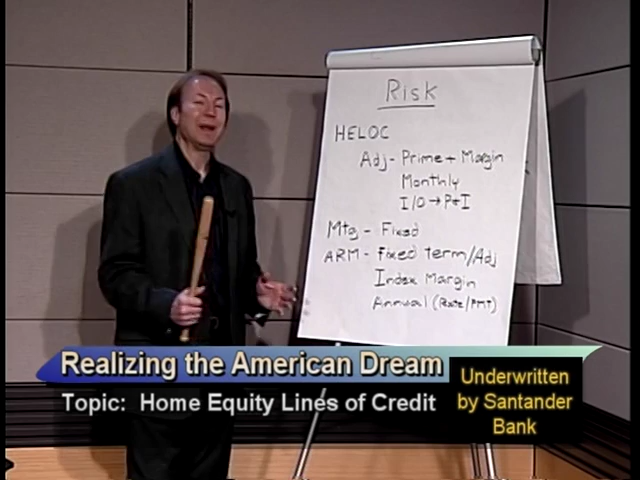 Risk
HELOC
Adj - Prime + Margin
Monthly
I/O → P&I
Mtg - Fixed
ARM - Fixed term/Adj
Index Margin
Annual (Rate/PMT)
Realizing the American Dream
Topic: Home Equity Lines of Credit
Underwritten
by Santander
Bank